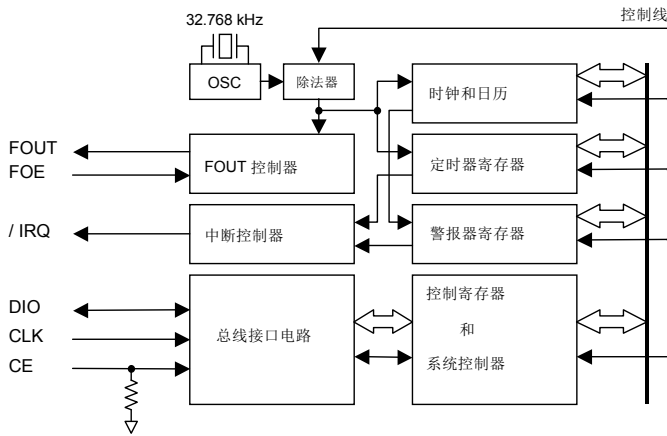 32.768 kHz
控制线
OSC
除法器
时钟和日历
FOUT
FOE
FOUT 控制器
定时器寄存器
/ IRQ
中断控制器
警报器寄存器
DIO
CLK
CE
总线接口电路
控制寄存器
和
系统控制器